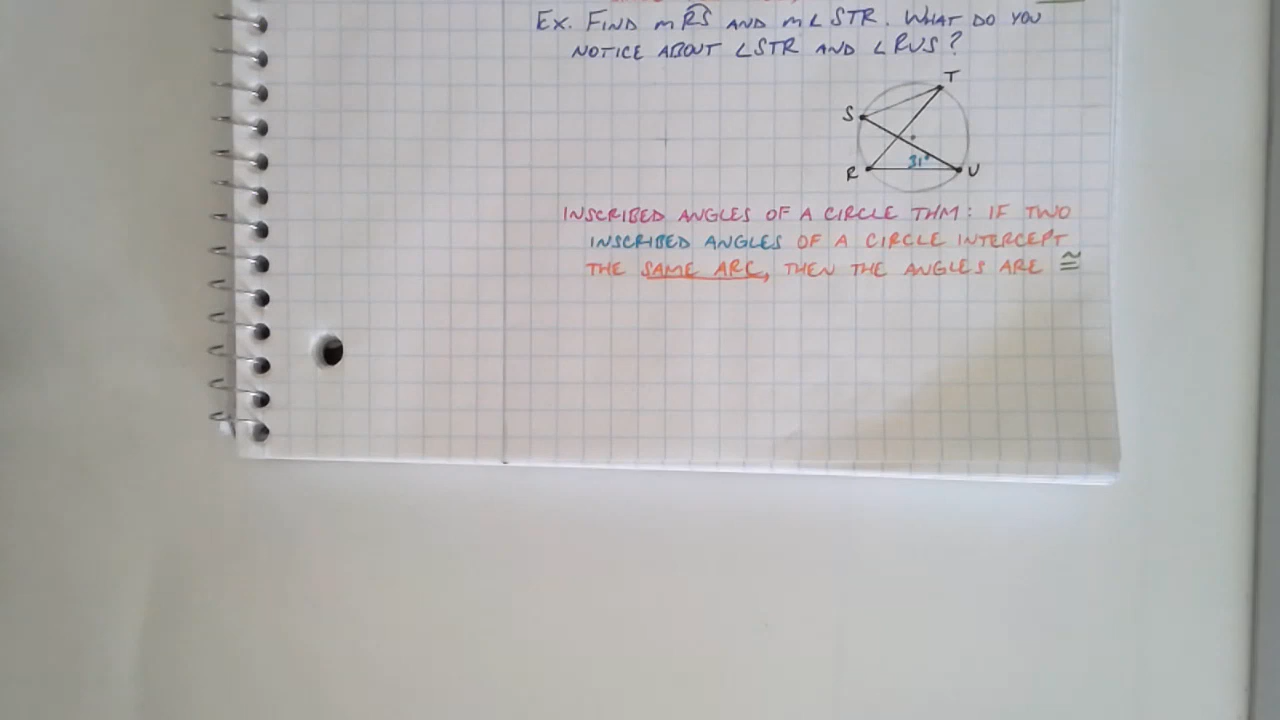 EX. FIND m RS AND m∠STR. WHAT DO YOU
NOTICE ABOUT ∠STR AND ∠RUS?
T
S
31°
R
U
INSCRIBED ANGLES OF A CIRCLE THM: IF TWO
INSCRIBED ANGLES OF A CIRCLE INTERCEPT
THE SAME ARC, THEN THE ANGLES ARE ≅